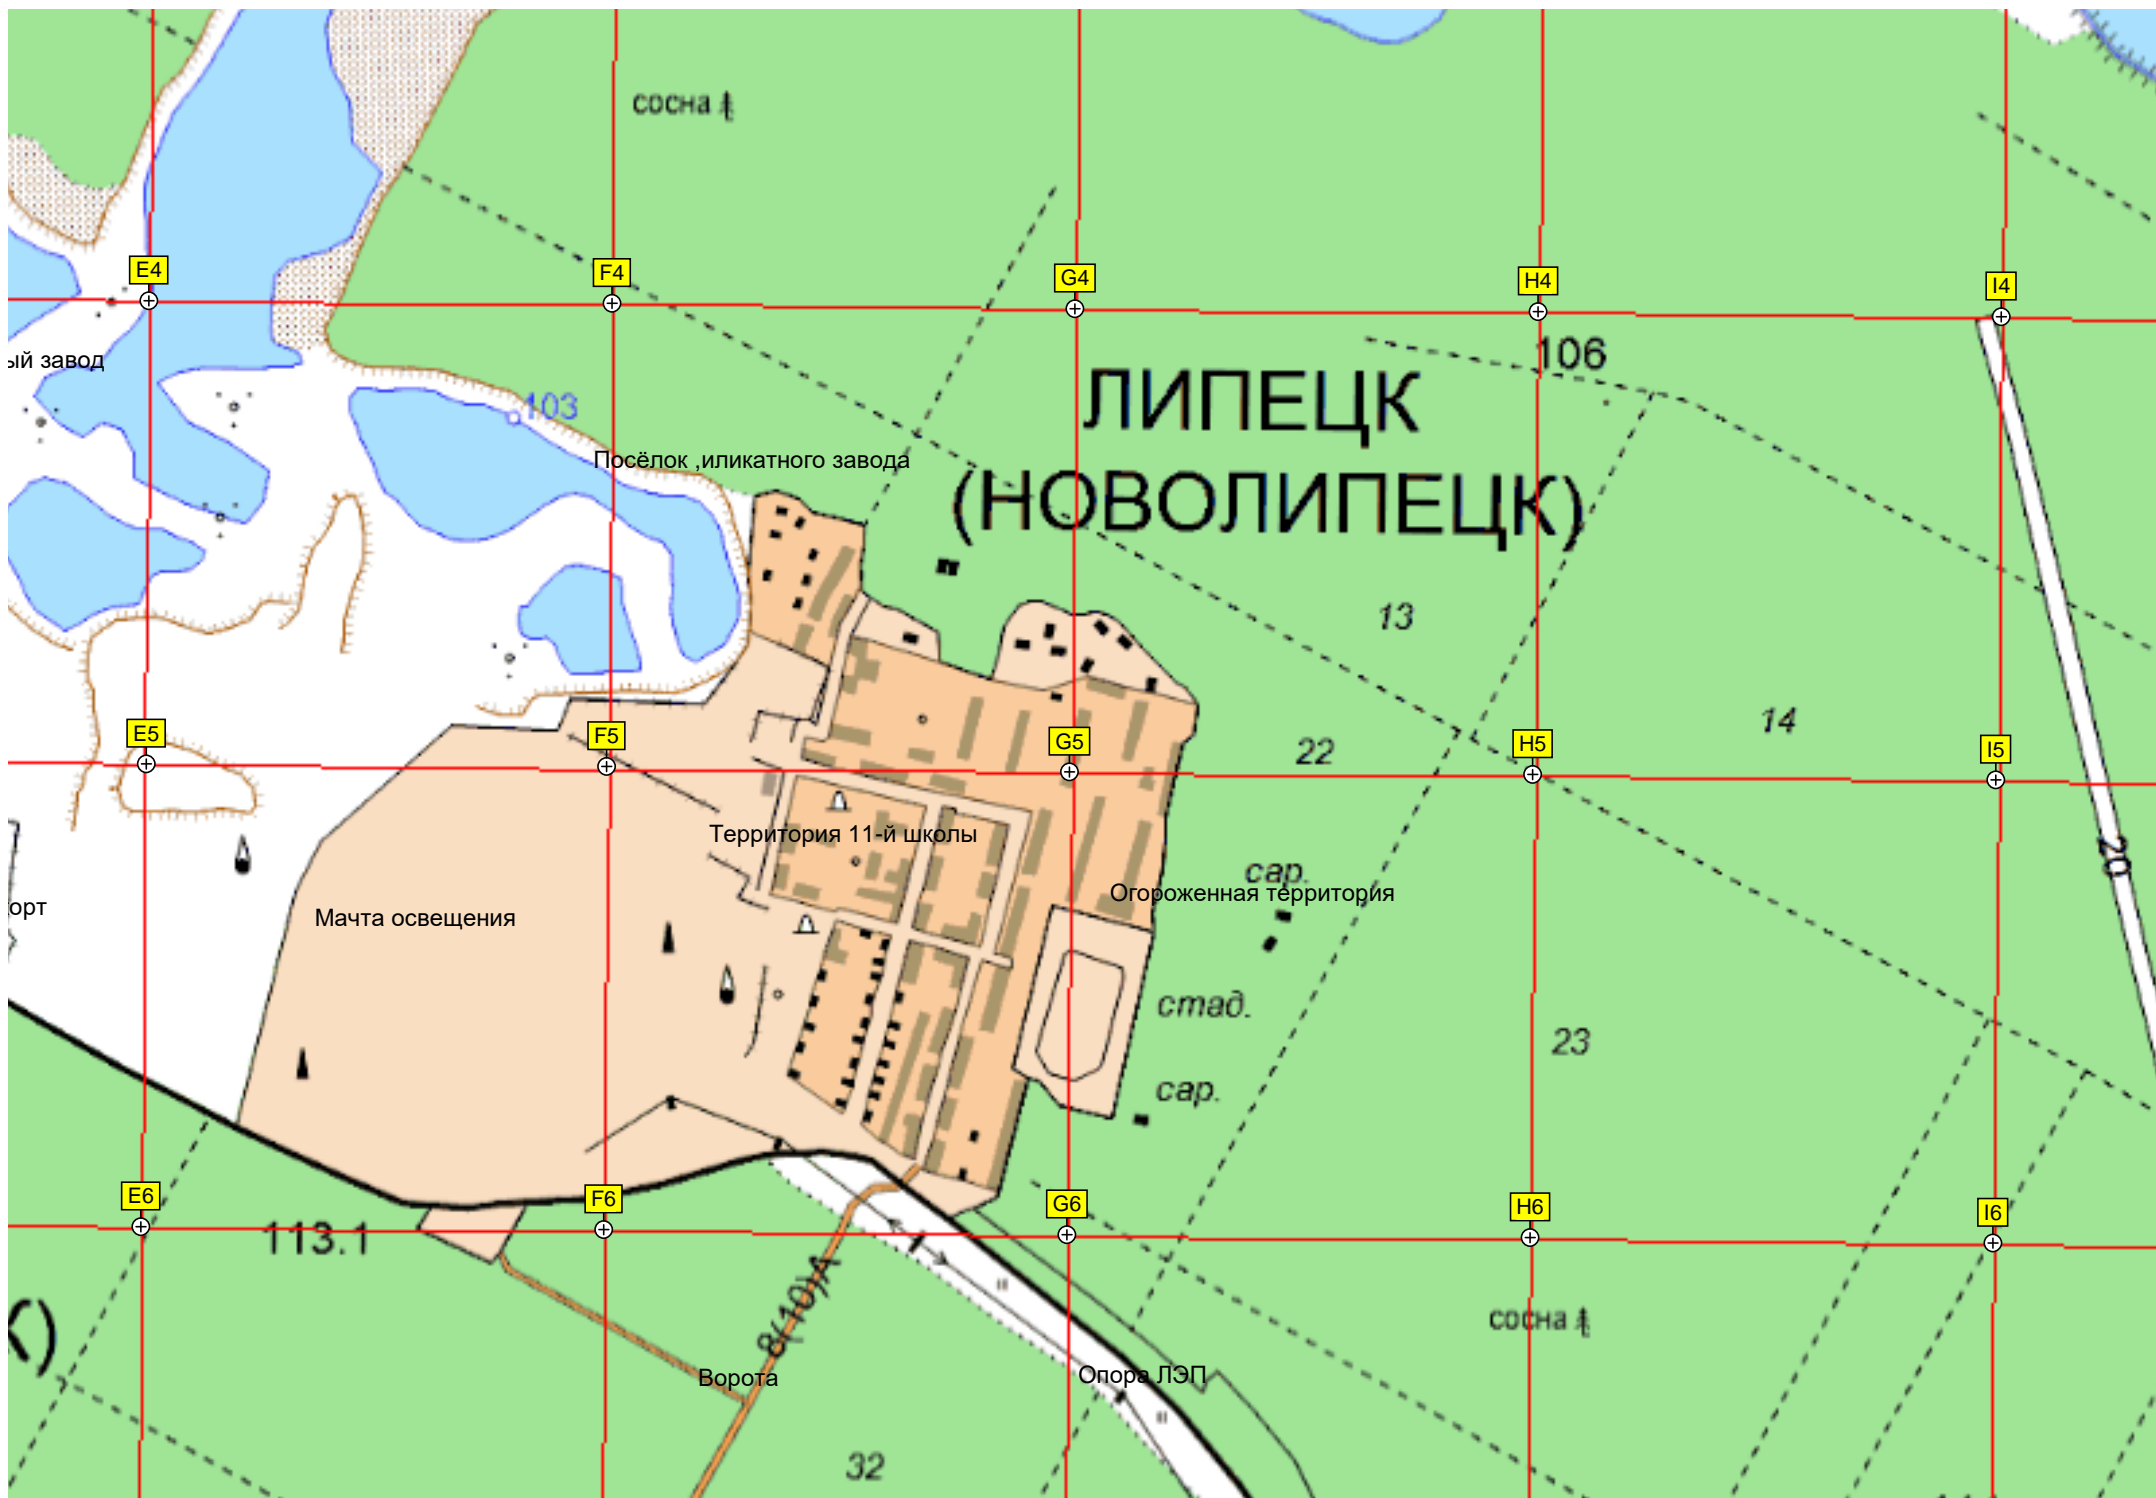 сосна
E4
F4
G4
H4
I4
106
ый завод
ЛИПЕЦК
103
Посёлок ,иликатного завода
(НОВОЛИПЕЦК)
13
14
E5
F5
G5
22
H5
I5
Территория 11-й школы
20
сар.
Огороженная территория
орт
Мачта освещения
стад.
23
сар.
E6
F6
G6
H6
I6
113.1
8(10)А
сосна
К)
Ворота
Опора ЛЭП
32